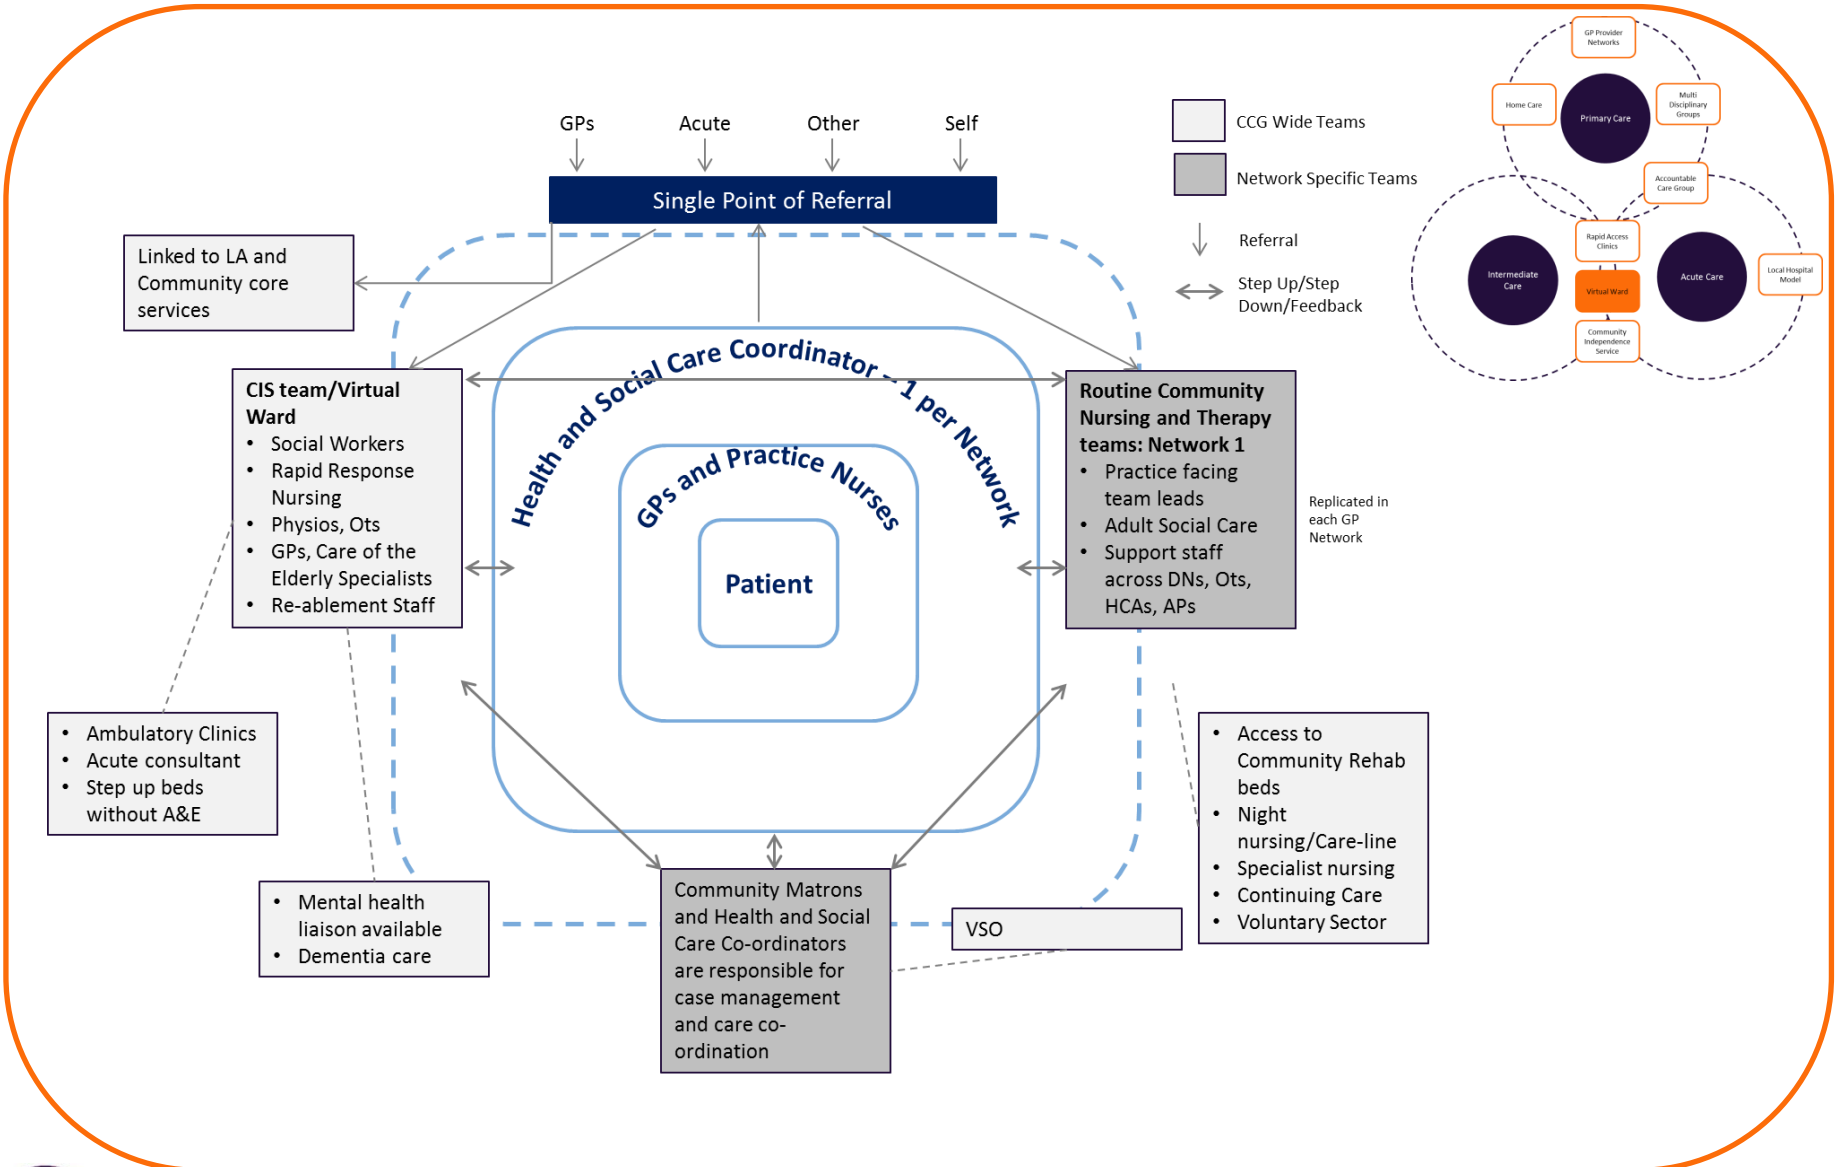 GPs
Acute
Other
Self
Single Point of Referral
CCG Wide Teams
Network Specific Teams
Referral
Step Up/Step
Down/Feedback
GP Provider
Networks
Home Care
Primary Care
Multi
Disciplinary
Groups
Accountable
Care Group
Rapid Access
Clinics
Intermediate
Care
Virtual Ward
Acute Care
Local Hospital
Model
Community
Independence
Service
Linked to LA and
Community core
services
Health and Social Care Coordinator – 1 per Network
GPs and Practice Nurses
Patient
CIS team/Virtual
Ward
• Social Workers
• Rapid Response
Nursing
• Physios, Ots
• GPs, Care of the
Elderly Specialists
• Re-ablement Staff
Routine Community
Nursing and Therapy
teams: Network 1
• Practice facing
team leads
• Adult Social Care
• Support staff
across DNs, Ots,
HCAs, APs
Replicated in
each GP
Network
• Ambulatory Clinics
• Acute consultant
• Step up beds
without A&E
• Mental health
liaison available
• Dementia care
Community Matrons
and Health and Social
Care Co-ordinators
are responsible for
case management
and care co-
ordination
VSO
• Access to
Community Rehab
beds
• Night
nursing/Care-line
• Specialist nursing
• Continuing Care
• Voluntary Sector